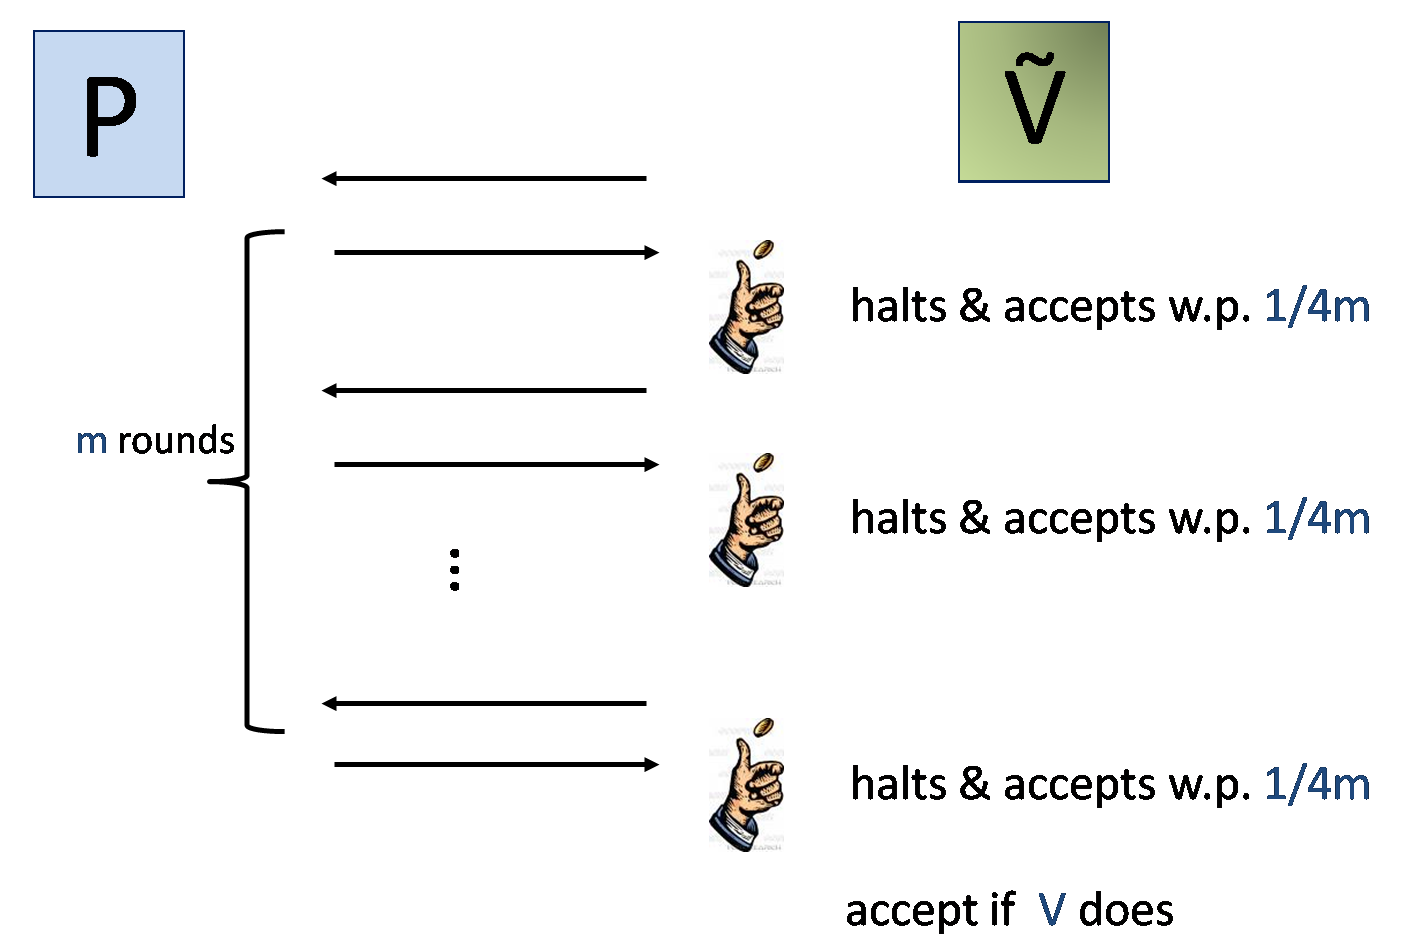 P
Ṽ
halts & accepts w.p. 1/4m
m rounds
halts & accepts w.p. 1/4m
⋮
halts & accepts w.p. 1/4m
accept if V does